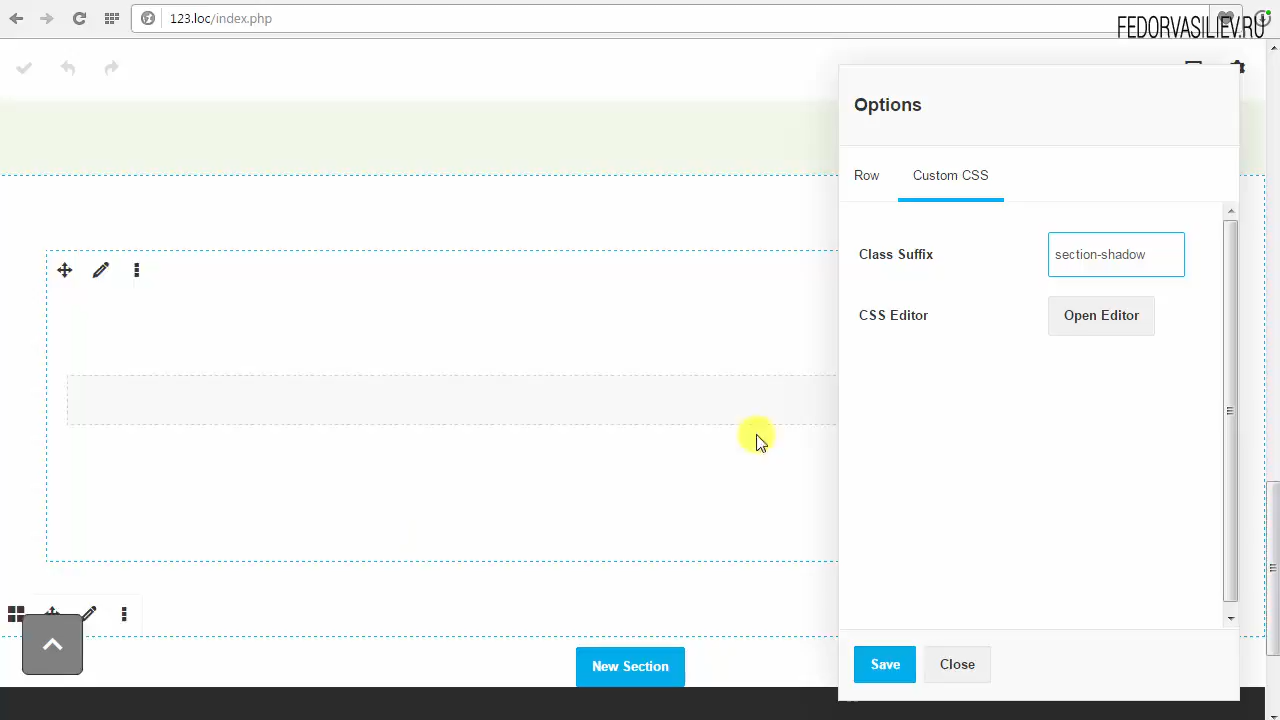 123.loc/index.php
FEDORVASILIEV.RU
Options
Row
Custom CSS
Class Suffix
section-shadow
CSS Editor
Open Editor
Save
Close
New Section